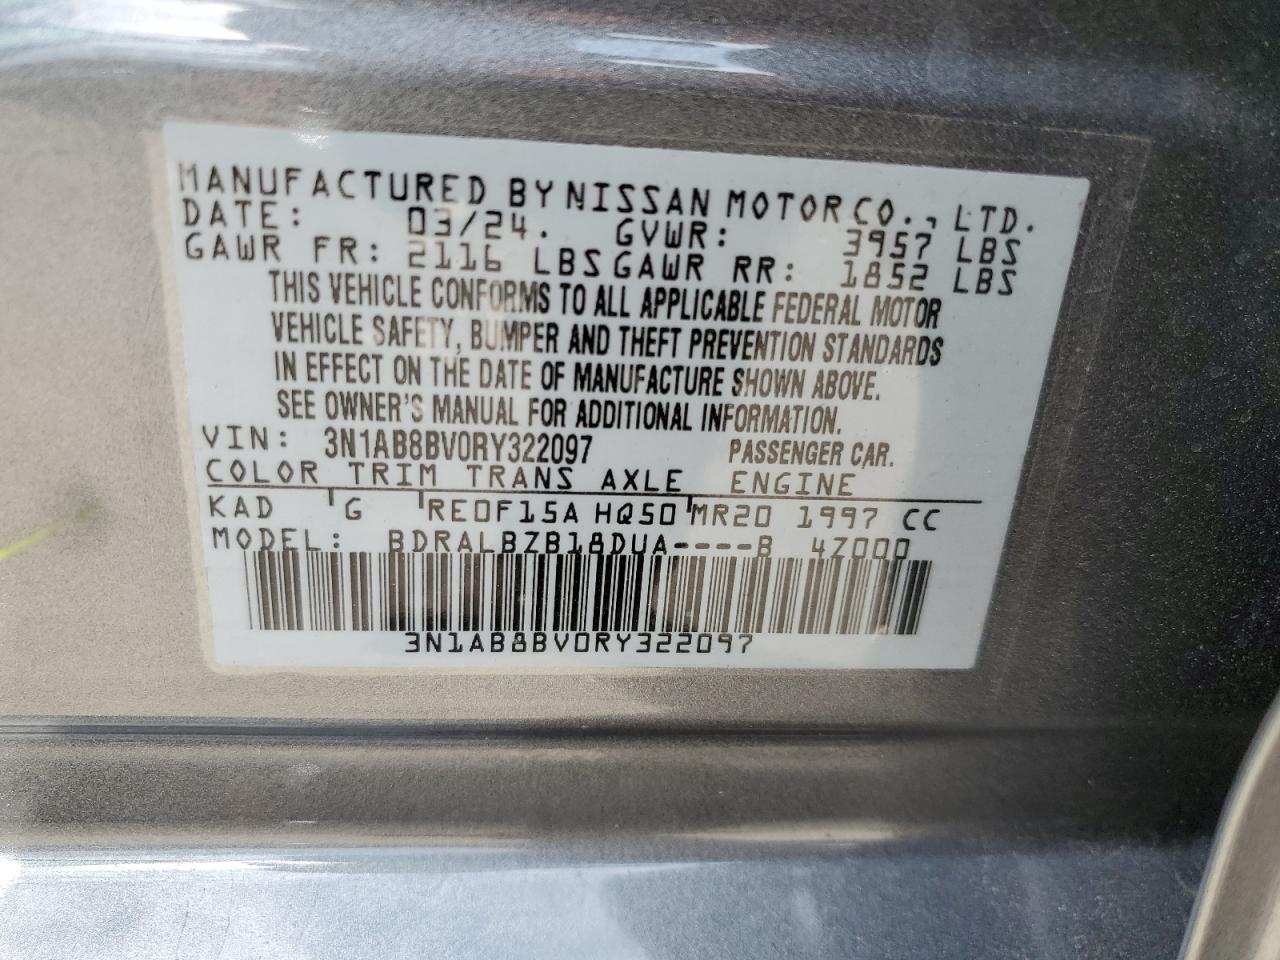 MANUFACTURED BY NISSAN MOTOR CO., LTD.
DATE: 03/24. GVWR: 3957 LBS
GAWR FR: 2116 LBS GAWR RR: 1852 LBS
THIS VEHICLE CONFORMS TO ALL APPLICABLE FEDERAL MOTOR
VEHICLE SAFETY, BUMPER AND THEFT PREVENTION STANDARDS
IN EFFECT ON THE DATE OF MANUFACTURE SHOWN ABOVE.
SEE OWNER'S MANUAL FOR ADDITIONAL INFORMATION.
VIN: 3N1AB8BV0RY322097 PASSENGER CAR.
COLOR TRIM TRANS AXLE ENGINE
KAD G RE0F15A HQ50 MR20 1997 CC
MODEL: BDRALBZB18DUA----B 4Z000
3N1AB8BV0RY322097